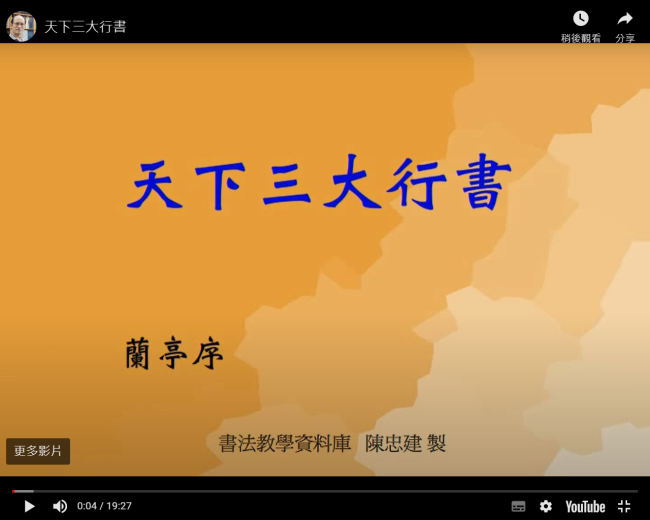 天下三大行書
稍後觀看
分享
天下三大行書
蘭亭序
書法教學資料庫 陳忠建 製
更多影片
0:04 / 19:27
YouTube